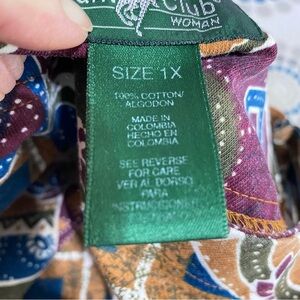 Club
WOMAN
SIZE 1X
100% COTTON/
ALGODON
MADE IN
COLOMBIA
HECHO EN
COLOMBIA
SEE REVERSE
FOR CARE
VER AL DORSO
PARA